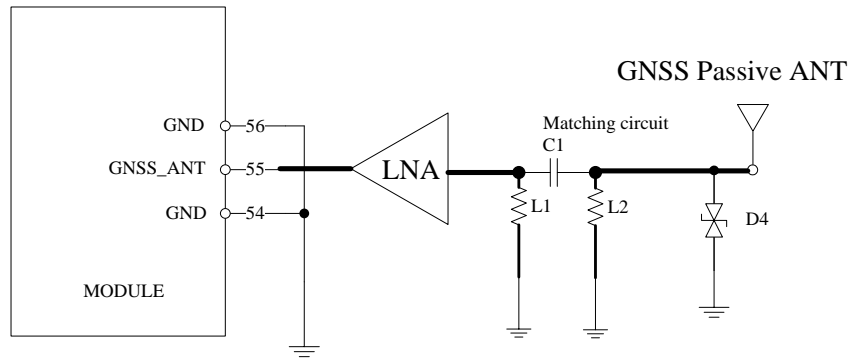 GNSS Passive ANT
GND 56
Matching circuit
C1
GNSS_ANT 55
LNA
GND 54
L1
L2
D4
MODULE